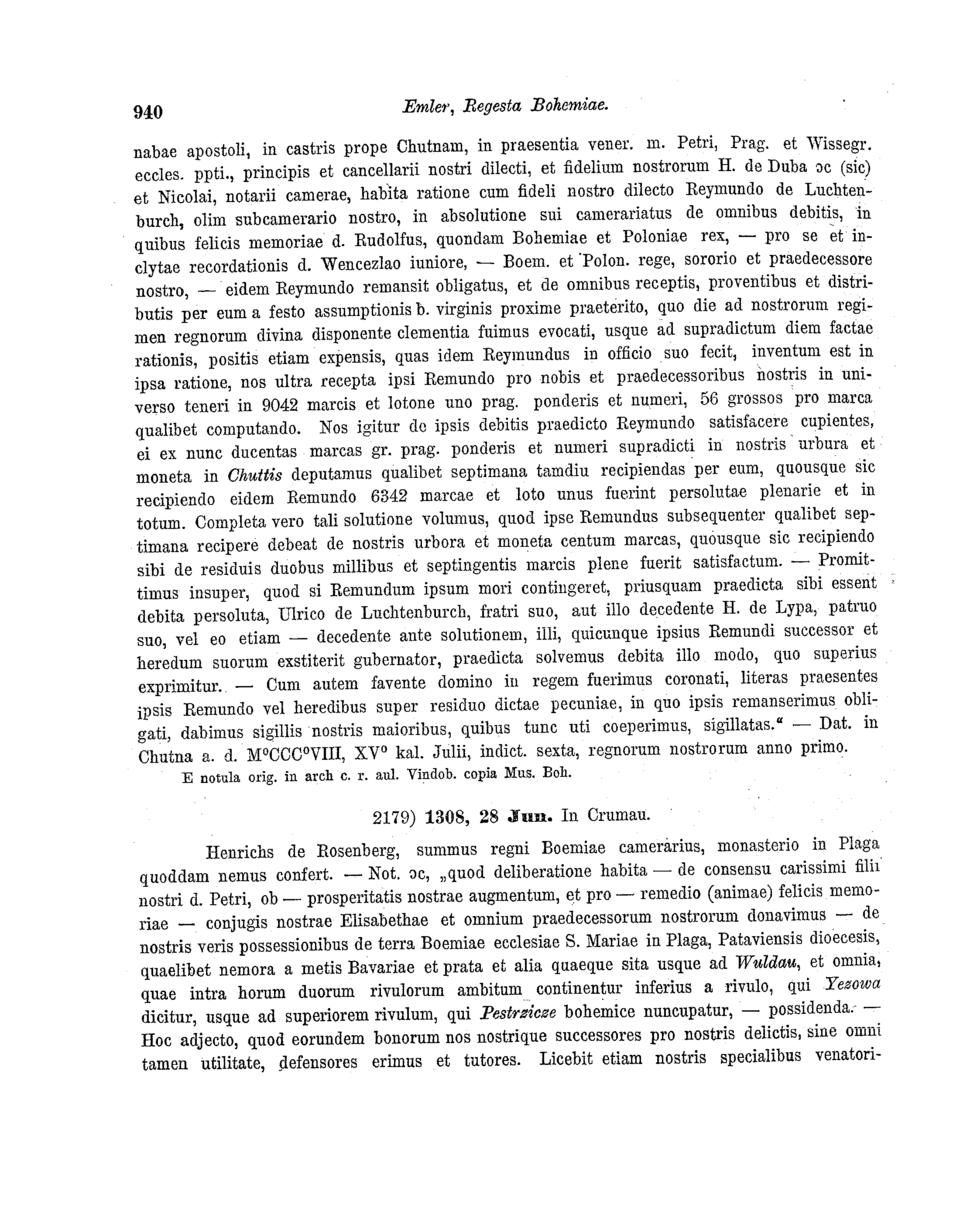 940
Emler, Regesta Bohemiae.
nabae apostoli, in castris prope Chutnam, in praesentia vener. m. Petri, Prag. et Wissegr.
eccles. ppti., principis et cancellarii nostri dilecti, et fidelium nostrorum H. de Duba ɔc (sic)
et Nicolai, notarii camerae, habita ratione cum fideli nostro dilecto Reymundo de Luchten-
burch, olim subcamerario nostro, in absolutione sui camerariatus de omnibus debitis, in
quibus felicis memoriae d. Rudolfus, quondam Bohemiae et Poloniae rex, — pro se et in-
clytae recordationis d. Wencezlao iuniore, — Boem. et Polon. rege, sororio et praedecessore
nostro, — eidem Reymundo remansit obligatus, et de omnibus receptis, proventibus et distri-
butis per eum a festo assumptionis b. virginis proxime praeterito, quo die ad nostrorum regi-
men regnorum divina disponente clementia fuimus evocati, usque ad supradictum diem factae
rationis, positis etiam expensis, quas idem Reymundus in officio suo fecit, inventum est in
ipsa ratione, nos ultra recepta ipsi Remundo pro nobis et praedecessoribus nostris in uni-
verso teneri in 9042 marcis et lotone uno prag. ponderis et numeri, 56 grossos pro marca
qualibet computando. Nos igitur de ipsis debitis praedicto Reymundo satisfacere cupientes,
ei ex nunc ducentas marcas gr. prag. ponderis et numeri supradicti in nostris urbura et
moneta in Chuttis deputamus qualibet septimana tamdiu recipiendas per eum, quousque sic
recipiendo eidem Remundo 6342 marcae et loto unus fuerint persolutae plenarie et in
totum. Completa vero tali solutione volumus, quod ipse Remundus subsequenter qualibet sep-
timana recipere debeat de nostris urbora et moneta centum marcas, quousque sic recipiendo
sibi de residuis duobus millibus et septingentis marcis plene fuerit satisfactum. — Promit-
timus insuper, quod si Remundum ipsum mori contingeret, priusquam praedicta sibi essent
debita persoluta, Ulrico de Luchtenburch, fratri suo, aut illo decedente H. de Lypa, patruo
suo, vel eo etiam — decedente ante solutionem, illi, quicunque ipsius Remundi successor et
heredum suorum exstiterit gubernator, praedicta solvemus debita illo modo, quo superius
exprimitur. — Cum autem favente domino in regem fuerimus coronati, literas praesentes
ipsis Remundo vel heredibus super residuo dictae pecuniae, in quo ipsis remanserimus obli-
gati, dabimus sigillis nostris maioribus, quibus tunc uti coeperimus, sigillatas.“ — Dat. in
Chutna a. d. M⁰CCC⁰VIII, XV⁰ kal. Julii, indict. sexta, regnorum nostrorum anno primo.
E notula orig. in arch c. r. aul. Vindob. copia Mus. Boh.
2179) 1308, 28 Jun. In Crumau.
Henrichs de Rosenberg, summus regni Boemiae camerarius, monasterio in Plaga
quoddam nemus confert. — Not. ɔc, „quod deliberatione habita — de consensu carissimi filii
nostri d. Petri, ob — prosperitatis nostrae augmentum, et pro — remedio (animae) felicis memo-
riae — conjugis nostrae Elisabethae et omnium praedecessorum nostrorum donavimus — de
nostris veris possessionibus de terra Boemiae ecclesiae S. Mariae in Plaga, Pataviensis dioecesis,
quaelibet nemora a metis Bavariae et prata et alia quaeque sita usque ad Wuldau, et omnia,
quae intra horum duorum rivulorum ambitum continentur inferius a rivulo, qui Yezowa
dicitur, usque ad superiorem rivulum, qui Pestrzicze bohemice nuncupatur, — possidenda. —
Hoc adjecto, quod eorundem bonorum nos nostrique successores pro nostris delictis, sine omni
tamen utilitate, defensores erimus et tutores. Licebit etiam nostris specialibus venatori-